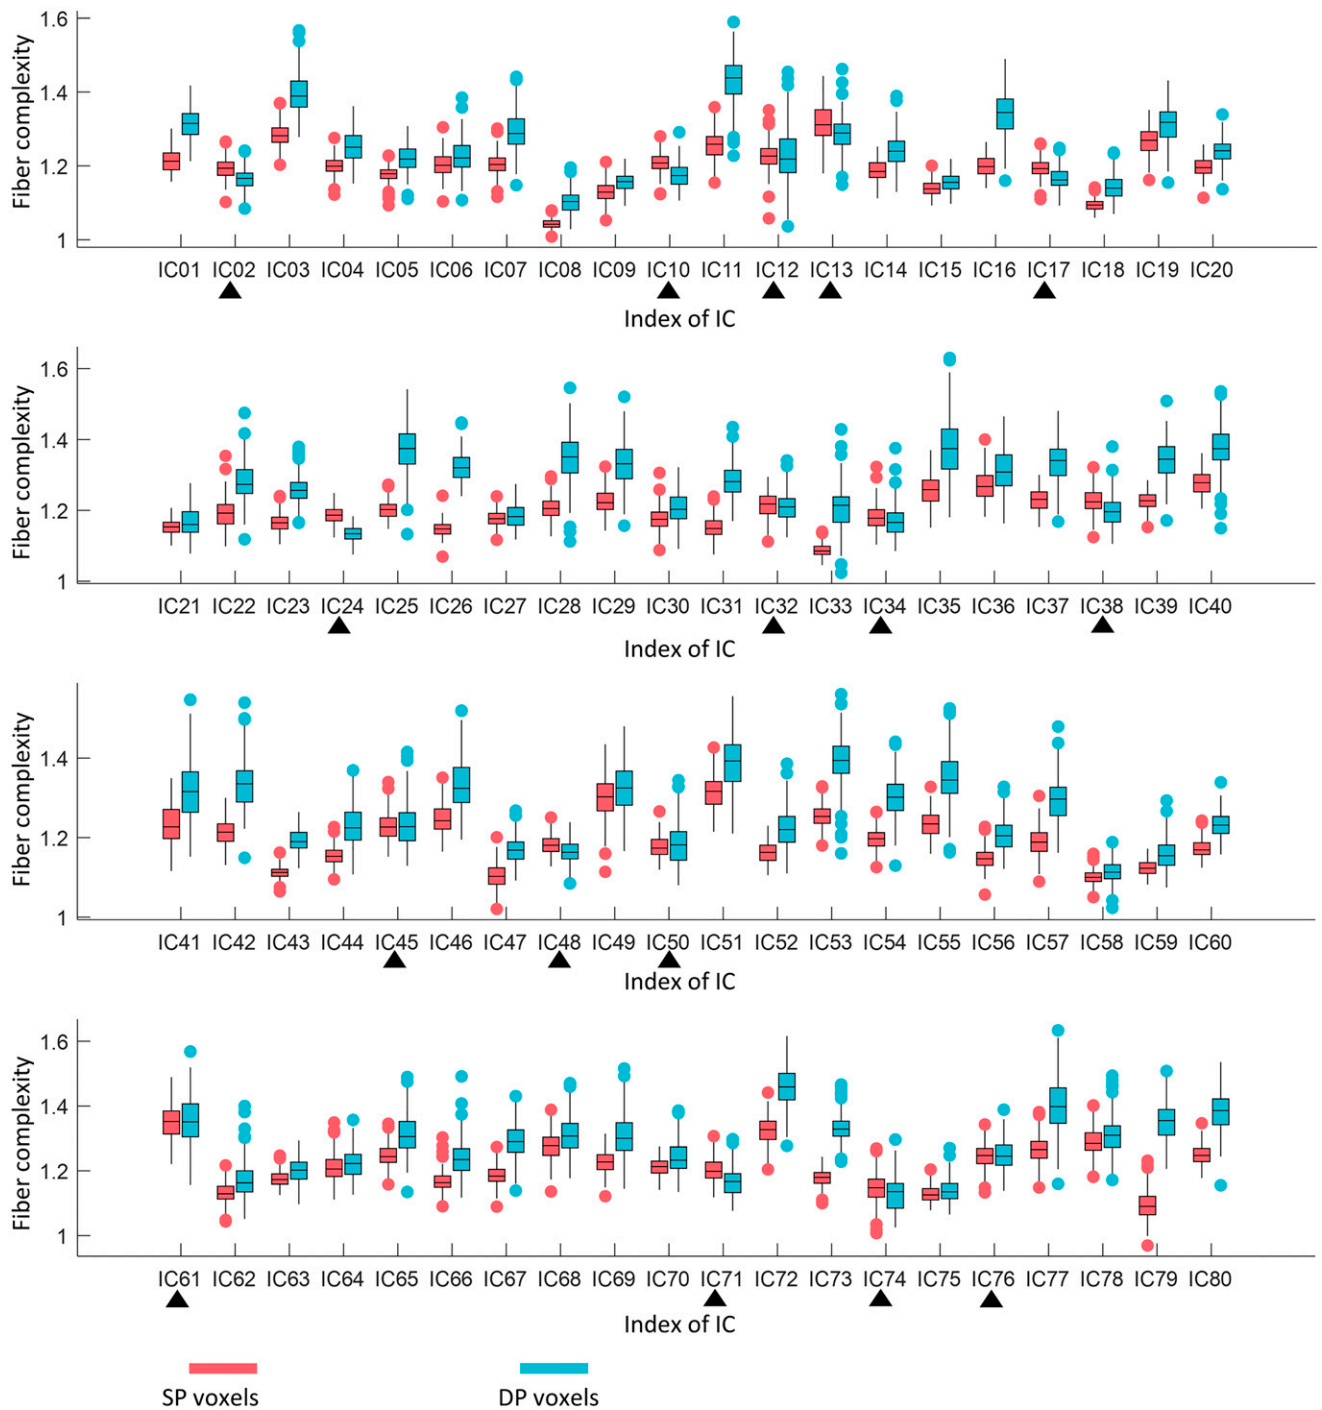 Fiber complexity
1.6
1.4
1.2
1
IC01 IC02 IC03 IC04 IC05 IC06 IC07 IC08 IC09 IC10 IC11 IC12 IC13 IC14 IC15 IC16 IC17 IC18 IC19 IC20
Index of IC
Fiber complexity
1.6
1.4
1.2
1
IC21 IC22 IC23 IC24 IC25 IC26 IC27 IC28 IC29 IC30 IC31 IC32 IC33 IC34 IC35 IC36 IC37 IC38 IC39 IC40
Index of IC
Fiber complexity
1.4
1.2
1
IC41 IC42 IC43 IC44 IC45 IC46 IC47 IC48 IC49 IC50 IC51 IC52 IC53 IC54 IC55 IC56 IC57 IC58 IC59 IC60
Index of IC
Fiber complexity
1.6
1.4
1.2
1
IC61 IC62 IC63 IC64 IC65 IC66 IC67 IC68 IC69 IC70 IC71 IC72 IC73 IC74 IC75 IC76 IC77 IC78 IC79 IC80
Index of IC
SP voxels
DP voxels